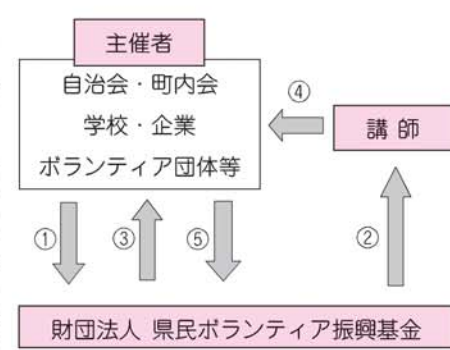 主催者
自治会・町内会
学校・企業
ボランティア団体等
④
講師
①
③
⑤
②
財団法人 県民ボランティア振興基金